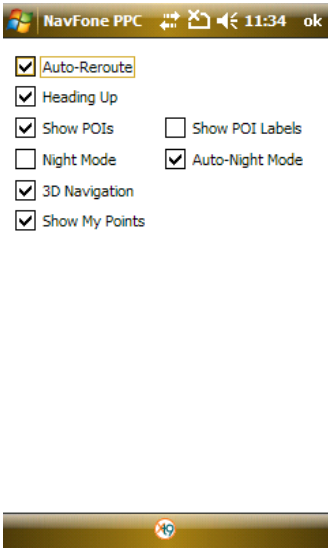 NavFone PPC 11:34 ok
Auto-Reroute
Heading Up
Show POIs Show POI Labels
Night Mode Auto-Night Mode
3D Navigation
Show My Points